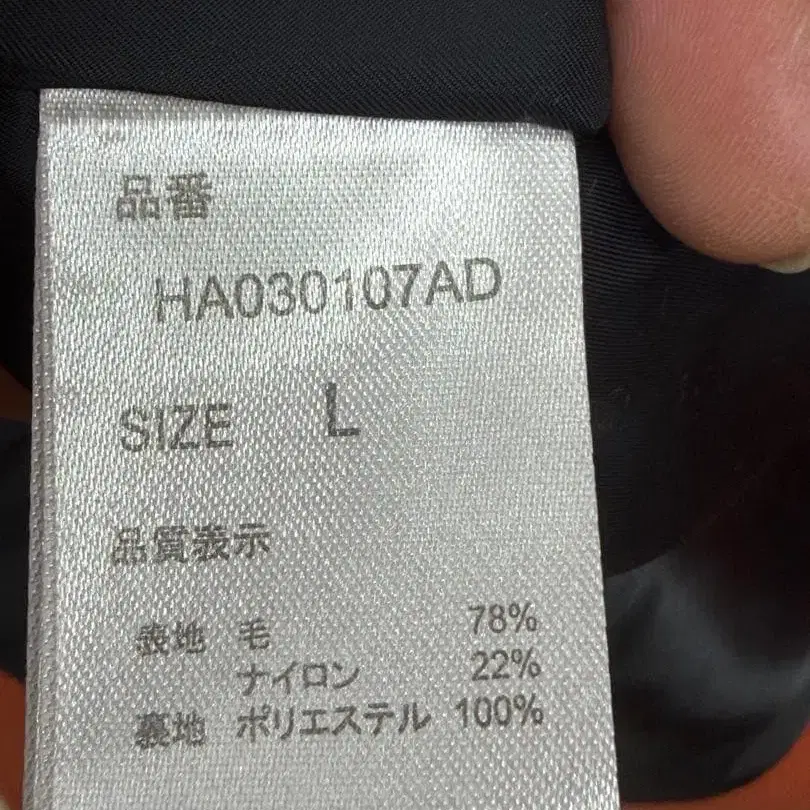 品番
HA030107AD
SIZE L
品質表示
表地 毛 78%
ナイロン 22%
裏地 ポリエステル 100%